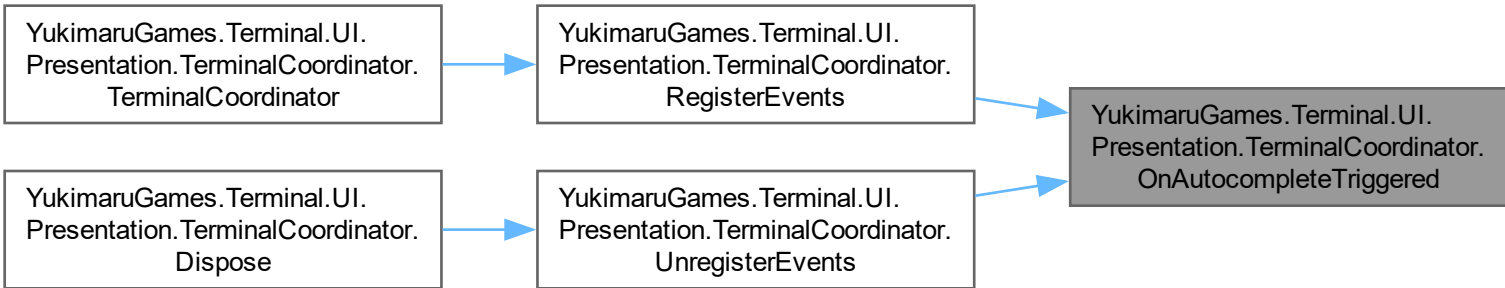 YukimaruGames.Terminal.UI.
Presentation.TerminalCoordinator.
TerminalCoordinator
YukimaruGames.Terminal.UI.
Presentation.TerminalCoordinator.
RegisterEvents
YukimaruGames.Terminal.UI.
Presentation.TerminalCoordinator.
OnAutocompleteTriggered
YukimaruGames.Terminal.UI.
Presentation.TerminalCoordinator.
Dispose
YukimaruGames.Terminal.UI.
Presentation.TerminalCoordinator.
UnregisterEvents